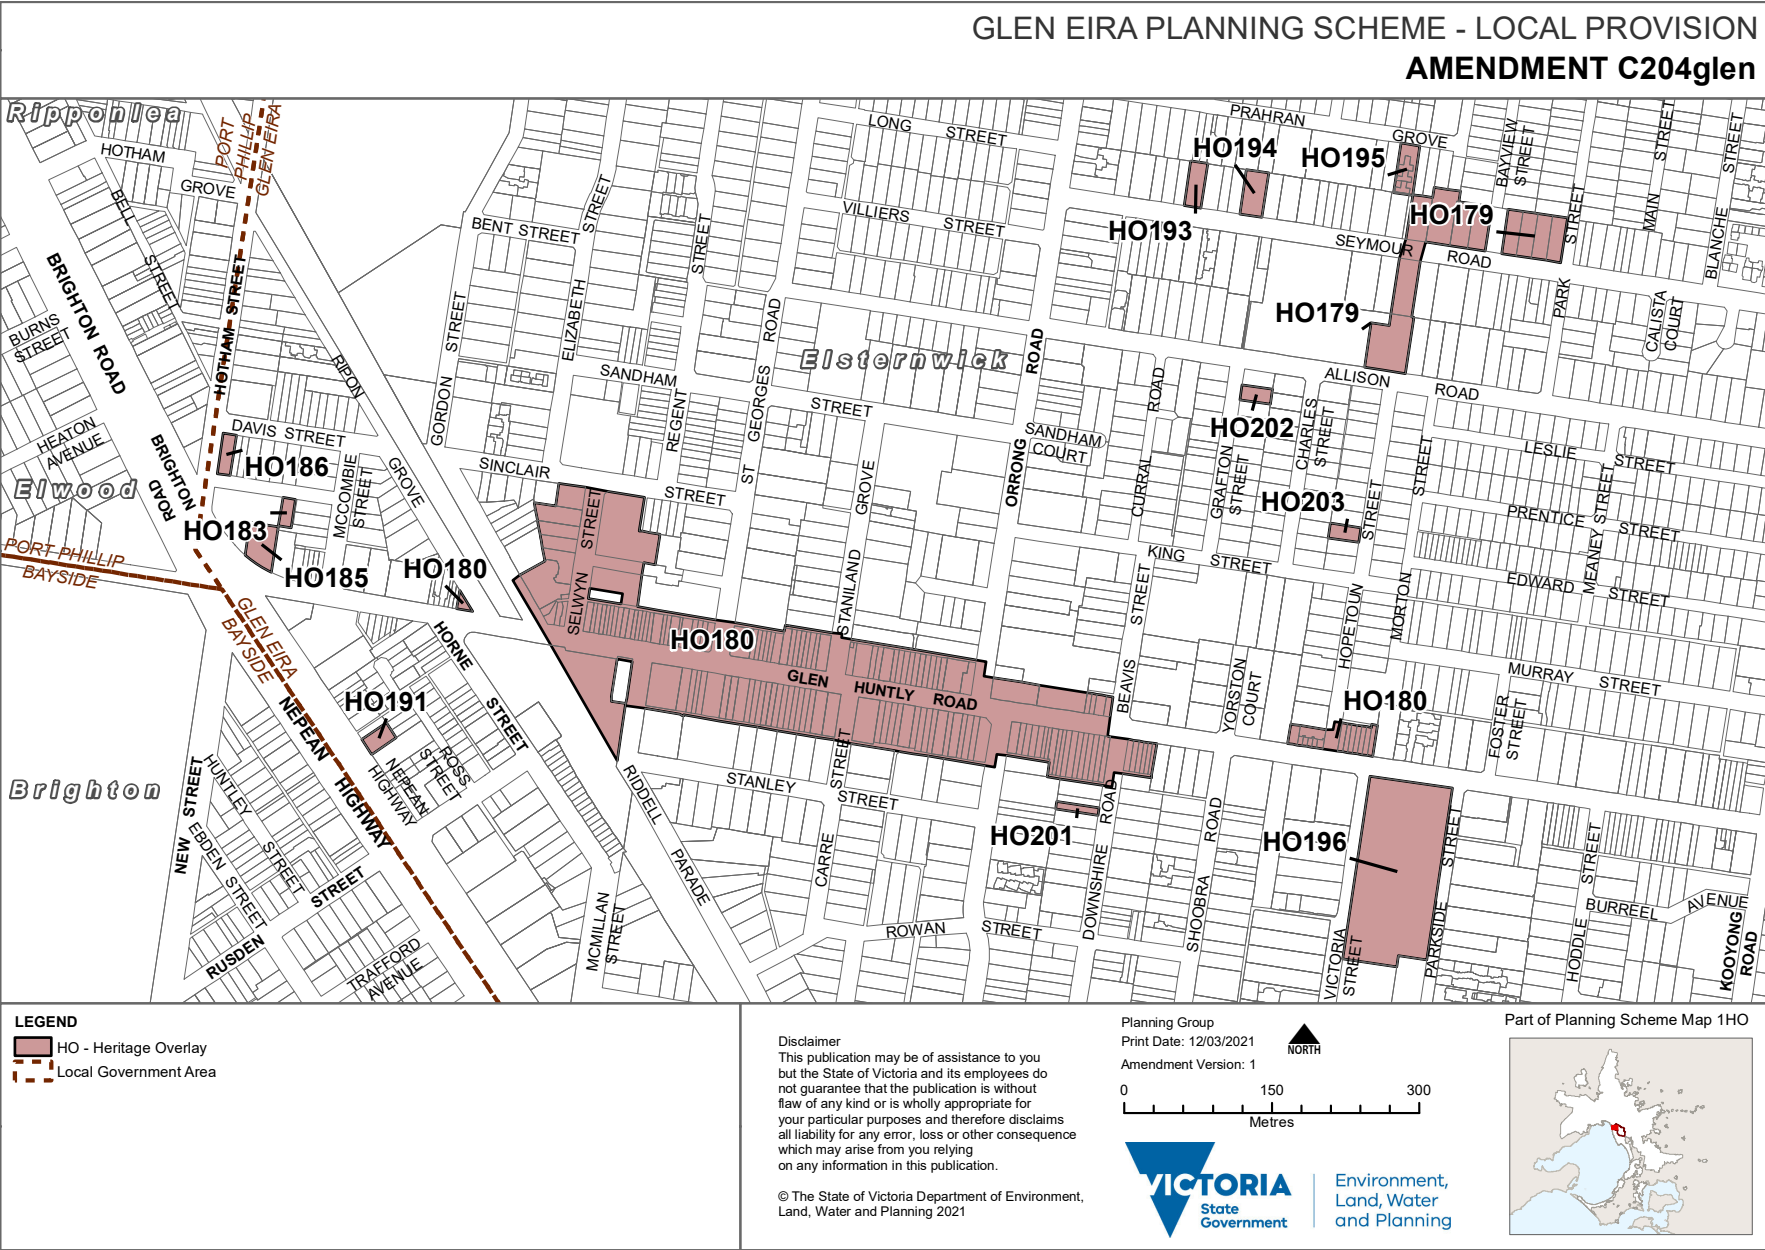 GLEN EIRA PLANNING SCHEME - LOCAL PROVISION
AMENDMENT C204glen
Ripponlea
HOTHAM
GROVE
PORT
PHILLIP
GLEN EIRA
BELL
STREET
BRIGHTON ROAD
BURNS
STREET
HOTHAM STREET
HEATON
AVENUE
BRIGHTON
ROAD
Elwood
PORT PHILLIP
BAYSIDE
DAVIS STREET
HO186
MCCOMBIE
STREET
GROVE
RIPON
HO183
HO185
HO180
GLEN EIRA
BAYSIDE
HORNE
STREET
HO191
NEPEAN
HIGHWAY
NEPEAN
HIGHWAY
ROSS
STREET
Brighton
NEW STREET
HUNTLEY
STREET
EBDEN STREET
RUSDEN
STREET
TRAFFORD
AVENUE
LONG STREET
BENT STREET
STREET
ELIZABETH
STREET
GORDON
STREET
VILLIERS STREET
ST GEORGES ROAD
REGENT
STREET
SANDHAM
STREET
Elsternwick
SINCLAIR
STREET
SELWYN
STREET
STANILAND
GROVE
HO180
GLEN HUNTLY ROAD
ORRONG
ROAD
STANLEY
STREET
STREET
CARRE
RIDDELL
PARADE
MCMILLAN
STREET
ROWAN STREET
HO201
DOWNSHIRE
ROAD
SHOOBRA
ROAD
BEAVIS
STREET
YORSTON
COURT
KING STREET
SANDHAM
COURT
CURRAL
ROAD
GRAFTON
STREET
CHARLES
STREET
HO202
HO203
HOPETOUN
STREET
MORTON
STREET
HO180
HO196
VICTORIA
STREET
PARKSIDE
STREET
PRAHRAN
GROVE
HO194
HO195
HO193
HO179
HO179
SEYMOUR
ROAD
ALLISON
ROAD
BAYVIEW
STREET
PARK
STREET
MAIN
STREET
BLANCHE
STREET
CALISTA
COURT
LESLIE
STREET
PRENTICE
STREET
EDWARD
STREET
MEANEY STREET
MURRAY STREET
FOSTER
STREET
HODDLE
STREET
BURREEL
AVENUE
KOOYONG
ROAD
LEGEND
HO - Heritage Overlay
Local Government Area
Disclaimer
This publication may be of assistance to you
but the State of Victoria and its employees do
not guarantee that the publication is without
flaw of any kind or is wholly appropriate for
your particular purposes and therefore disclaims
all liability for any error, loss or other consequence
which may arise from you relying
on any information in this publication.
© The State of Victoria Department of Environment,
Land, Water and Planning 2021
Planning Group
Print Date: 12/03/2021
Amendment Version: 1
NORTH
0 150 300
Metres
VICTORIA
State
Government
Environment,
Land, Water
and Planning
Part of Planning Scheme Map 1HO